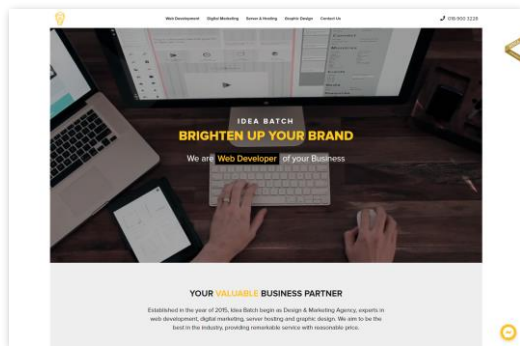 Web Development Digital Marketing Server & Hosting Graphic Design Contact Us
IDEA BATCH
BRIGHTEN UP YOUR BRAND
We are Web Developer of your Business
YOUR VALUABLE BUSINESS PARTNER
Established in the year of 2015, Idea Batch begin as Design & Marketing Agency, experts in
web development, digital marketing, server hosting and graphic design. We aim to be the
best in the industry, providing remarkable service with reasonable price.